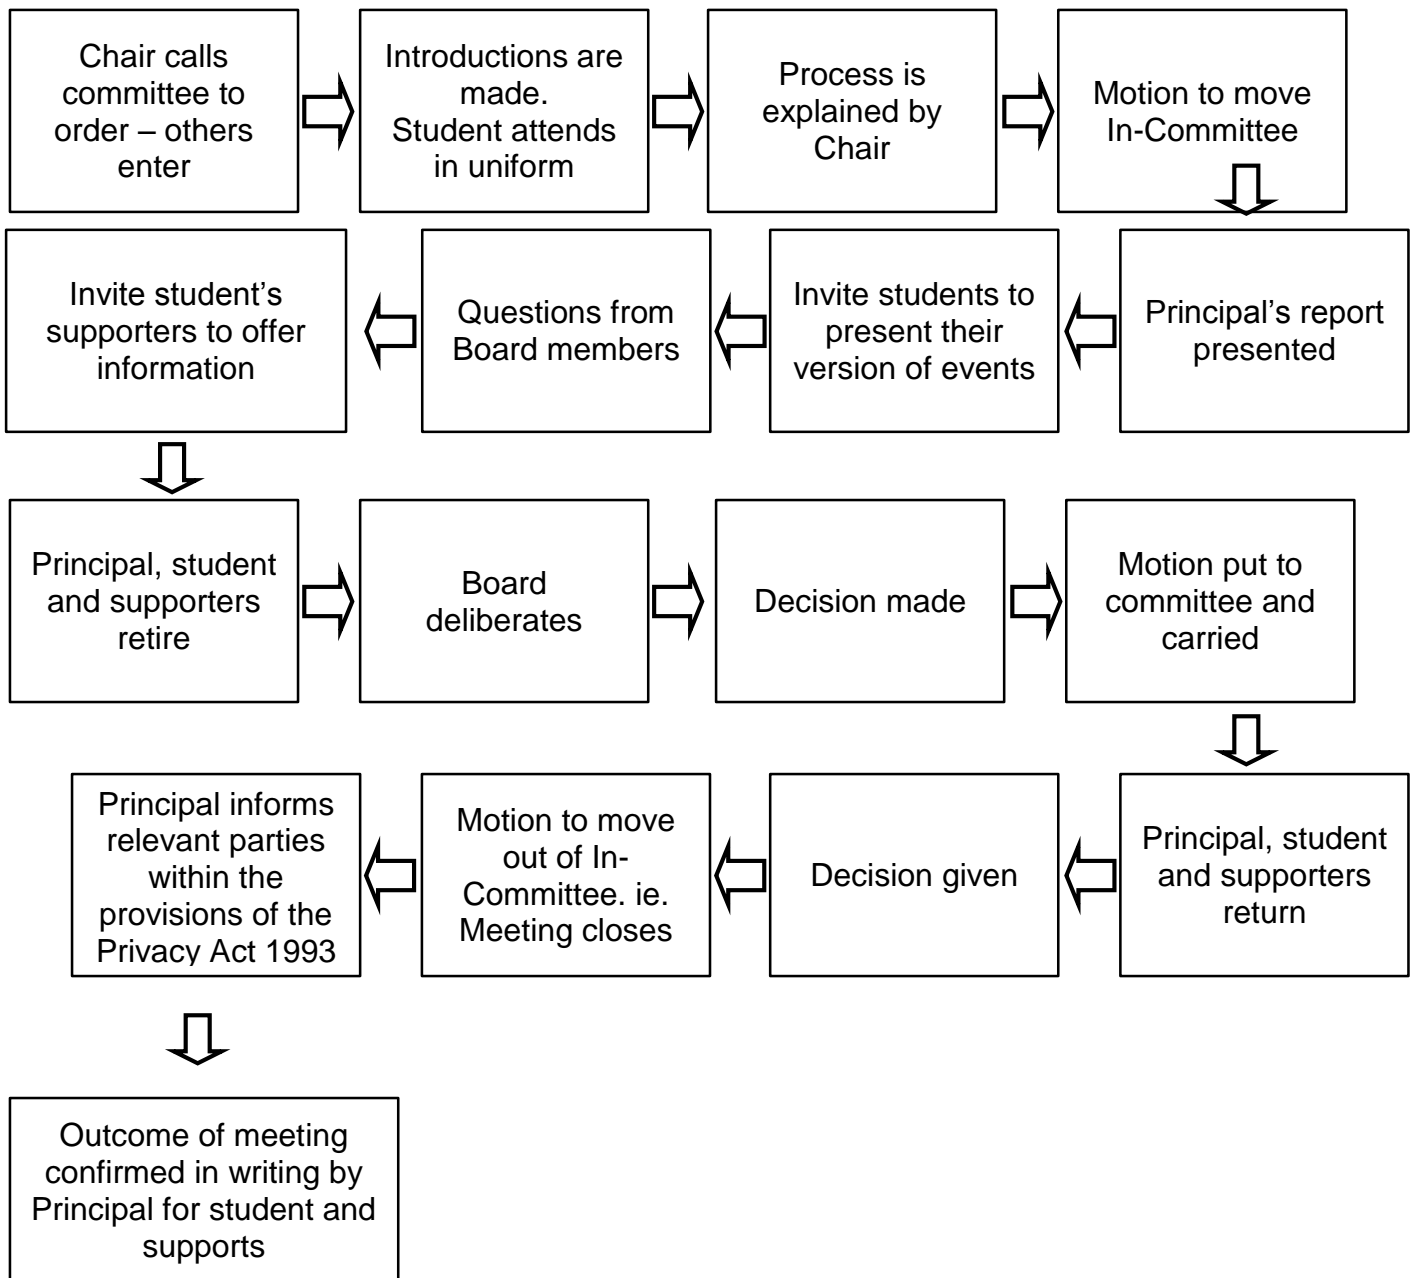 Chair calls
committee to
order – others
enter
Introductions are
made.
Student attends
in uniform
Process is
explained by
Chair
Motion to move
In-Committee
Principal’s report
presented
Invite students to
present their
version of events
Questions from
Board members
Invite student’s
supporters to offer
information
Principal, student
and supporters
retire
Board
deliberates
Decision made
Motion put to
committee and
carried
Principal, student
and supporters
return
Decision given
Motion to move
out of In-
Committee. ie.
Meeting closes
Principal informs
relevant parties
within the
provisions of the
Privacy Act 1993
Outcome of meeting
confirmed in writing by
Principal for student and
supports